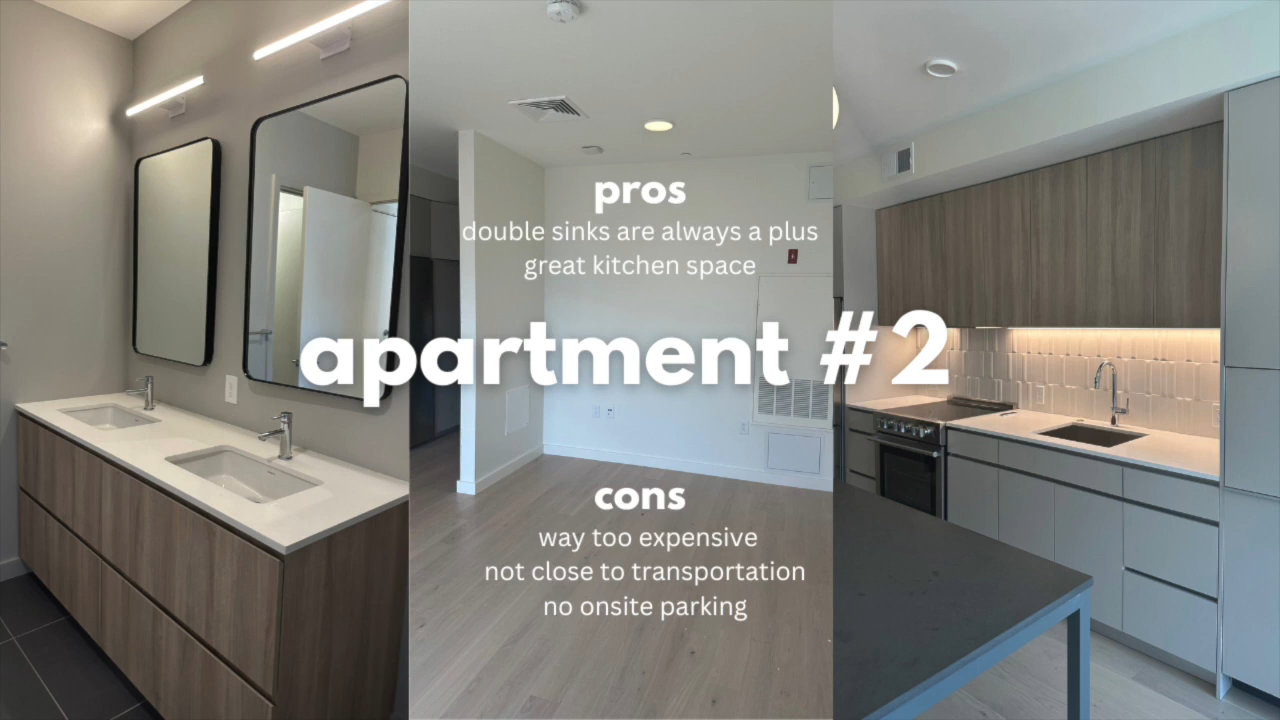 pros
double sinks are always a plus
great kitchen space
apartment #2
cons
way too expensive
not close to transportation
no onsite parking